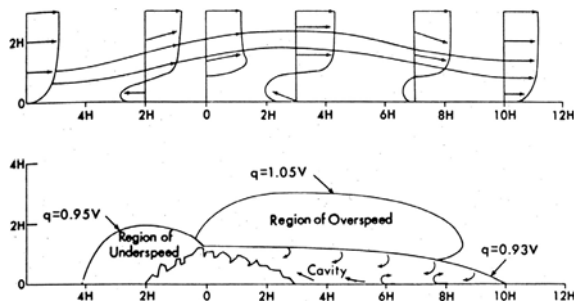 2H
0
4H 2H 0 2H 4H 6H 8H 10H 12H
4H
q=1.05V
q=0.95V
2H
Region of Overspeed
Region of
Underspeed
q=0.93V
Cavity
0
4H 2H 0 2H 4H 6H 8H 10H 12H